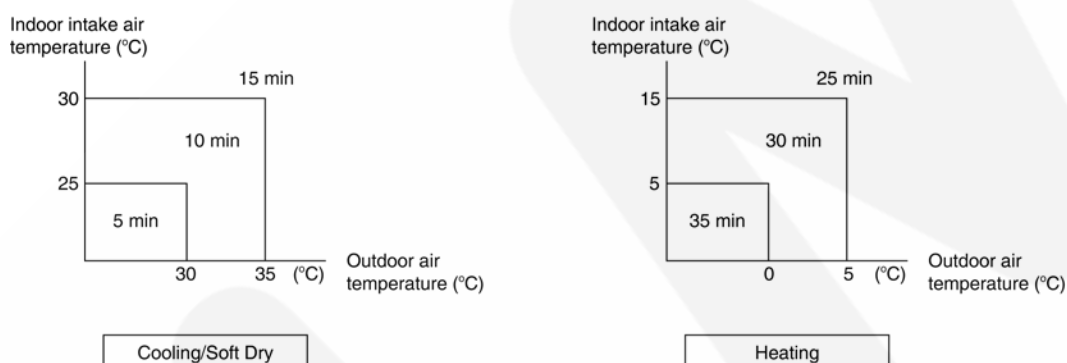 Indoor intake air
temperature (°C)
15 min
30
10 min
25
5 min
30 35 (°C)
Outdoor air
temperature (°C)
Cooling/Soft Dry
Indoor intake air
temperature (°C)
25 min
15
30 min
5
35 min
0 5 (°C)
Outdoor air
temperature (°C)
Heating